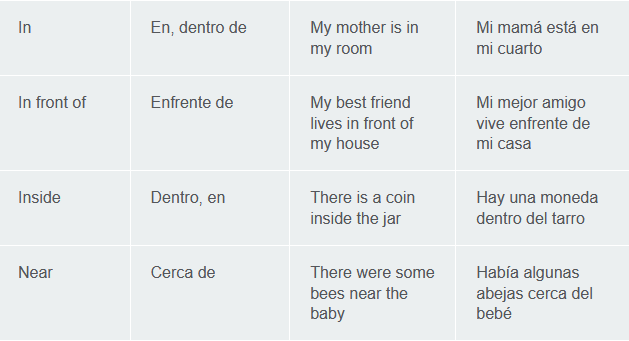 In
En, dentro de
My mother is in
my room
Mi mamá está en
mi cuarto
In front of
Enfrente de
My best friend
lives in front of
my house
Mi mejor amigo
vive enfrente de
mi casa
Inside
Dentro, en
There is a coin
inside the jar
Hay una moneda
dentro del tarro
Near
Cerca de
There were some
bees near the
baby
Había algunas
abejas cerca del
bebé